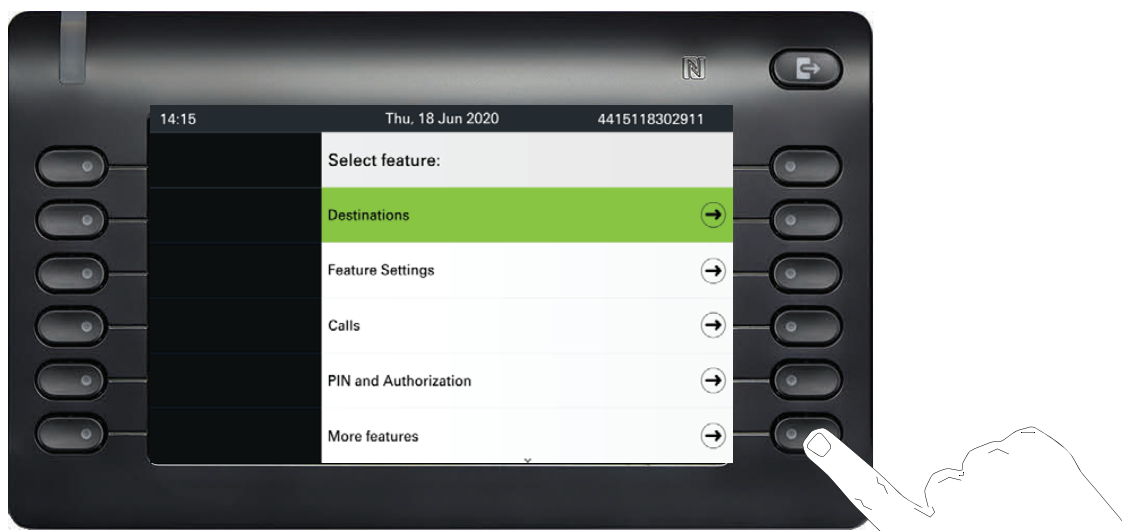 14:15 Thu, 18 Jun 2020 4415118302911
Select feature:
Destinations
Feature Settings
Calls
PIN and Authorization
More features